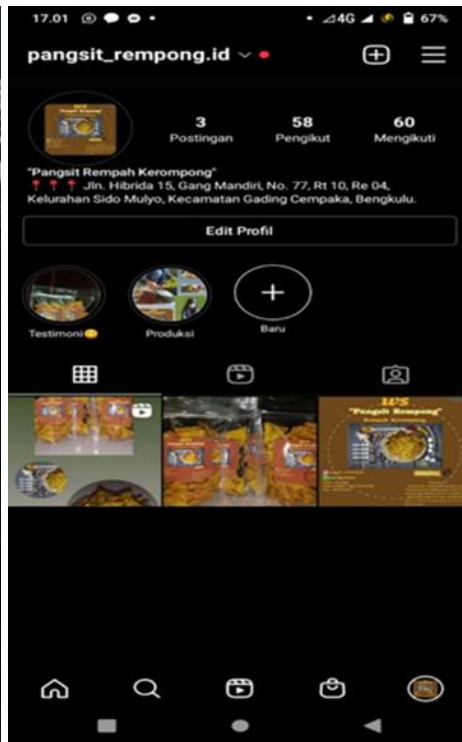 17.01
4G 67%
pangsit_rempong.id
3 58 60
Postingan Pengikut Mengikuti
"Pangsit Rempah Kerompong"
Jln. Hibrida 15, Gang Mandiri, No. 77, Rt 10, Re 04,
Kelurahan Sido Mulyo, Kecamatan Gading Cempaka, Bengkulu.
Edit Profil
Testimoni Produksi Baru
WS
"Pangsit Rempong"